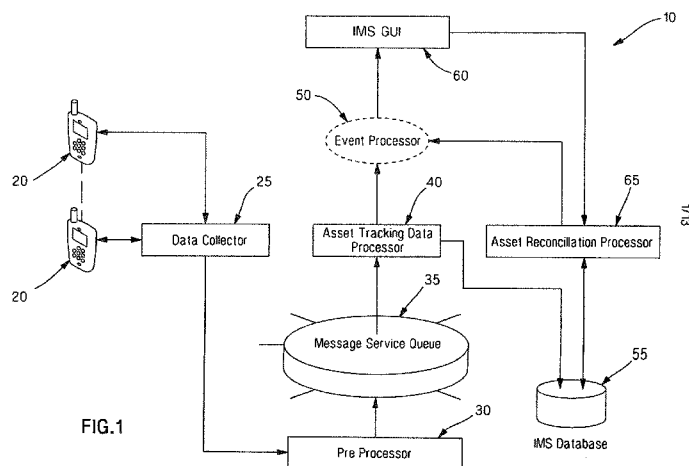 IMS GUI
60
10
50
Event Processor
20
25
Data Collector
40
Asset Tracking Data
Processor
65
Asset Reconcillation Processor
1/13
20
35
Message Service Queue
55
IMS Database
FIG.1
30
Pre Processor